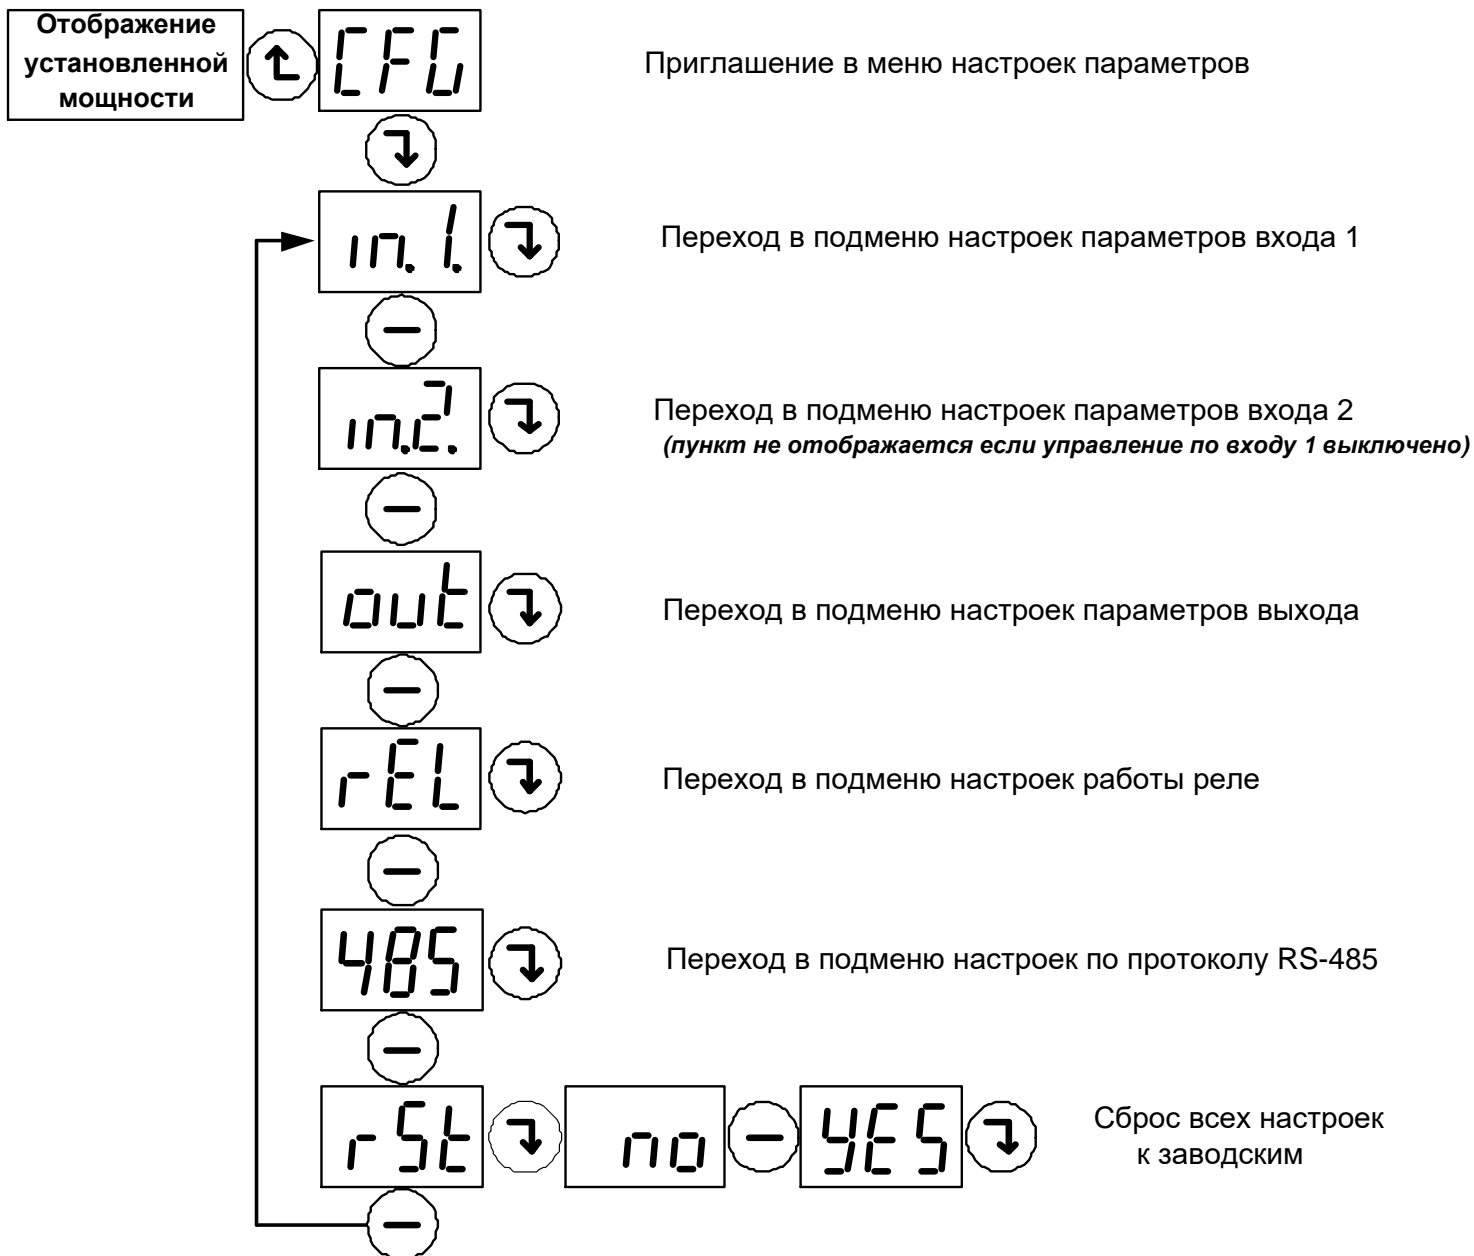 Отображение
установленной
мощности
CFG
Приглашение в меню настроек параметров
in.1.
Переход в подменю настроек параметров входа 1
in.2.
Переход в подменю настроек параметров входа 2
(пункт не отображается если управление по входу 1 выключено)
out
Переход в подменю настроек параметров выхода
rEL
Переход в подменю настроек работы реле
485
Переход в подменю настроек по протоколу RS-485
rSt
no
YES
Сброс всех настроек
к заводским